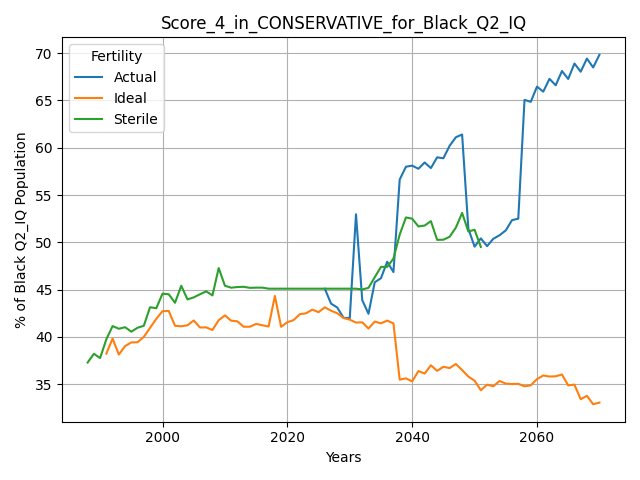 Score_4_in_CONSERVATIVE_for_Black_Q2_IQ
Fertility
Actual
Ideal
Sterile
70
65
60
55
50
45
40
35
% of Black Q2_IQ Population
2000
2020
2040
2060
Years